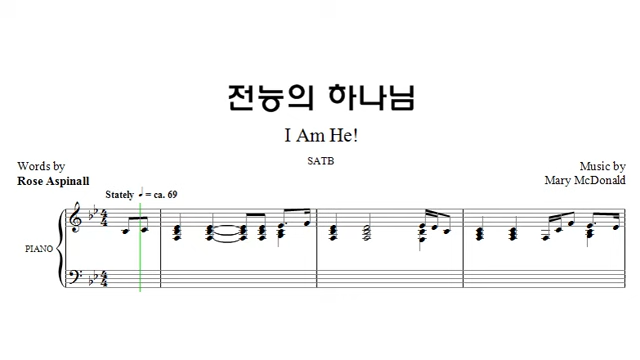 전능의 하나님
I Am He!
SATB
Words by
Rose Aspinall
Music by
Mary McDonald
Stately ♩ = ca. 69
PIANO